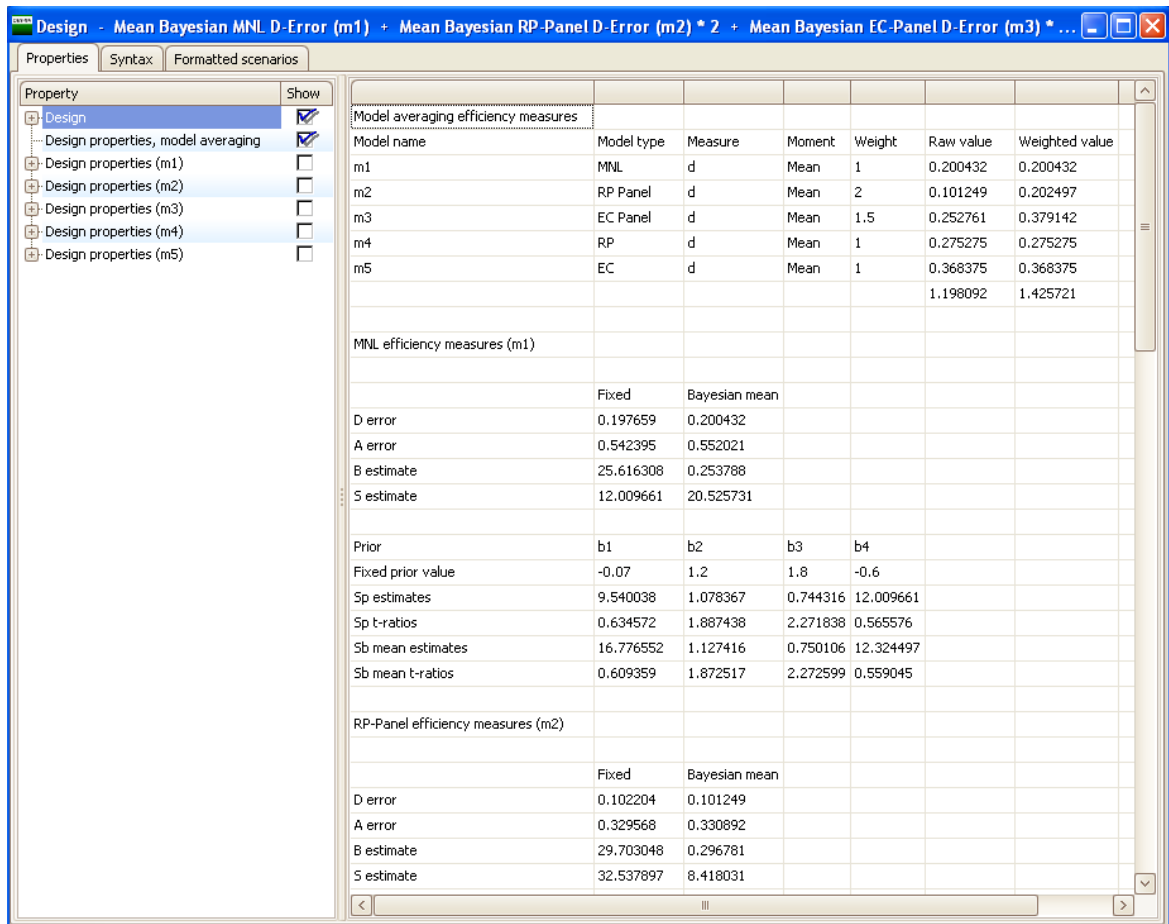 Design - Mean Bayesian MNL D-Error (m1) + Mean Bayesian RP-Panel D-Error (m2) * 2 + Mean Bayesian EC-Panel D-Error (m3) * ...
Properties Syntax Formatted scenarios
Property Show
Design
Design properties, model averaging
Design properties (m1)
Design properties (m2)
Design properties (m3)
Design properties (m4)
Design properties (m5)
Model averaging efficiency measures
Model name Model type Measure Moment Weight Raw value Weighted value
m1 MNL d Mean 1 0.200432 0.200432
m2 RP Panel d Mean 2 0.101249 0.202497
m3 EC Panel d Mean 1.5 0.252761 0.379142
m4 RP d Mean 1 0.275275 0.275275
m5 EC d Mean 1 0.368375 0.368375
1.198092 1.425721
MNL efficiency measures (m1)
Fixed Bayesian mean
D error 0.197659 0.200432
A error 0.542395 0.552021
B estimate 25.616308 0.253788
S estimate 12.009661 20.525731
Prior b1 b2 b3 b4
Fixed prior value -0.07 1.2 1.8 -0.6
Sp estimates 9.540038 1.078367 0.744316 12.009661
Sp t-ratios 0.634572 1.887438 2.271838 0.565576
Sb mean estimates 16.776552 1.127416 0.750106 12.324497
Sb mean t-ratios 0.609359 1.872517 2.272599 0.559045
RP-Panel efficiency measures (m2)
Fixed Bayesian mean
D error 0.102204 0.101249
A error 0.329568 0.330892
B estimate 29.703048 0.296781
S estimate 32.537897 8.418031